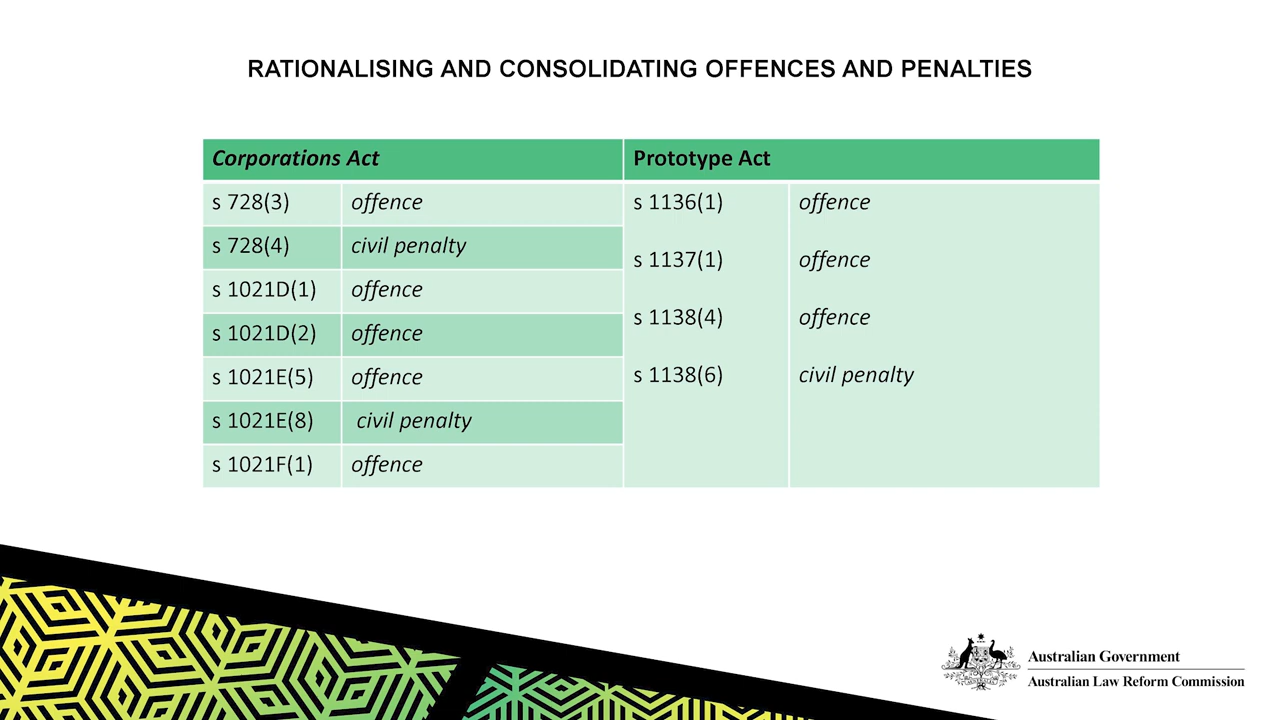 RATIONALISING AND CONSOLIDATING OFFENCES AND PENALTIES
Corporations Act
Prototype Act
s 728(3) offence
s 728(4) civil penalty
s 1021D(1) offence
s 1021D(2) offence
s 1021E(5) offence
s 1021E(8) civil penalty
s 1021F(1) offence
s 1136(1) offence
s 1137(1) offence
s 1138(4) offence
s 1138(6) civil penalty
Australian Government
Australian Law Reform Commission